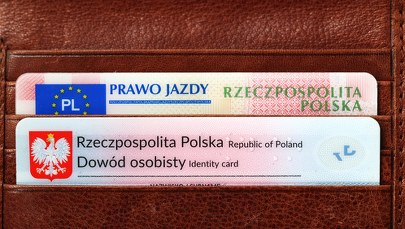 PL
PRAWO JAZDY
RZECZPOSPOLITA
POLSKA
Rzeczpospolita Polska Republic of Poland
Dowód osobisty Identity card